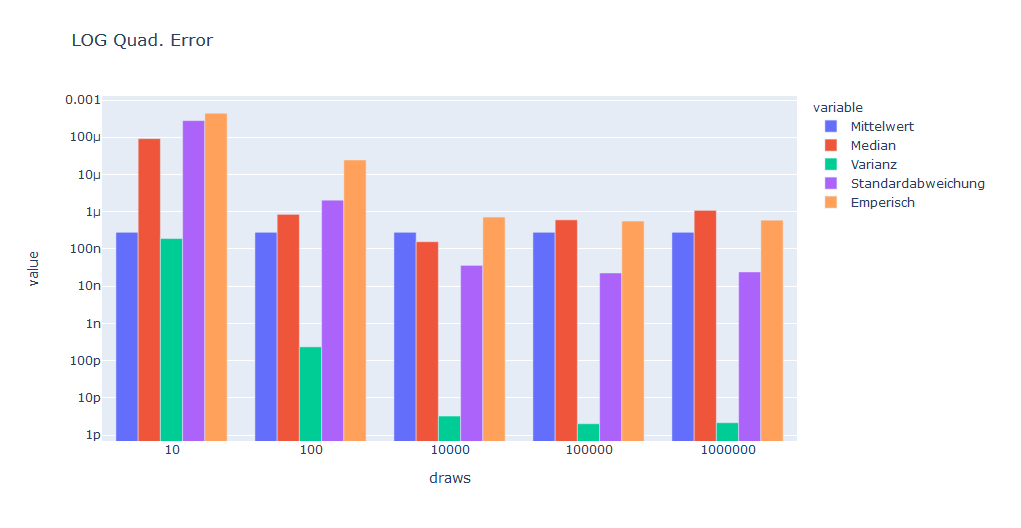 LOG Quad. Error
0.001
100μ
10μ
1μ
100n
10n
1n
100p
10p
1p
value
10
100
10000
100000
1000000
draws
variable
Mittelwert
Median
Varianz
Standardabweichung
Emperisch